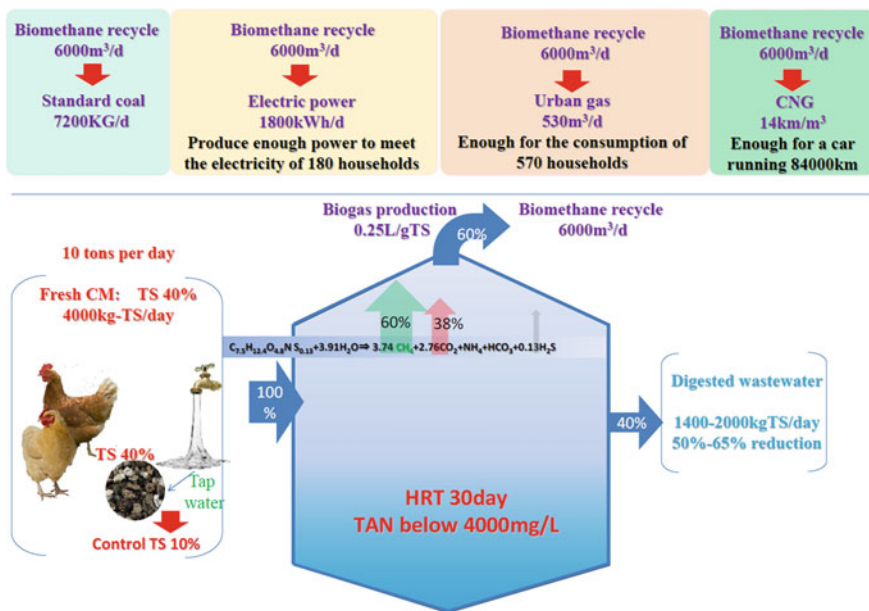 Biomethane recycle
6000m³/d
Standard coal
7200KG/d
Biomethane recycle
6000m³/d
Electric power
1800kWh/d
Produce enough power to meet
the electricity of 180 households
Biomethane recycle
6000m³/d
Urban gas
530m³/d
Enough for the consumption of
570 households
Biomethane recycle
6000m³/d
CNG
14km/m³
Enough for a car
running 84000km
Biogas production
0.25L/gTS
60%
Biomethane recycle
6000m³/d
10 tons per day
Fresh CM: TS 40%
4000kg-TS/day
60%
38%
C₇.₅H₁₂.₄O₄.₈N S₀.₁₃+3.91H₂O⇒ 3.74 CH₄+2.76CO₂+NH₄+HCO₃+0.13H₂S
100
%
TS 40%
Tap
water
Control TS 10%
HRT 30day
TAN below 4000mg/L
40%
Digested wastewater
1400-2000kgTS/day
50%-65% reduction